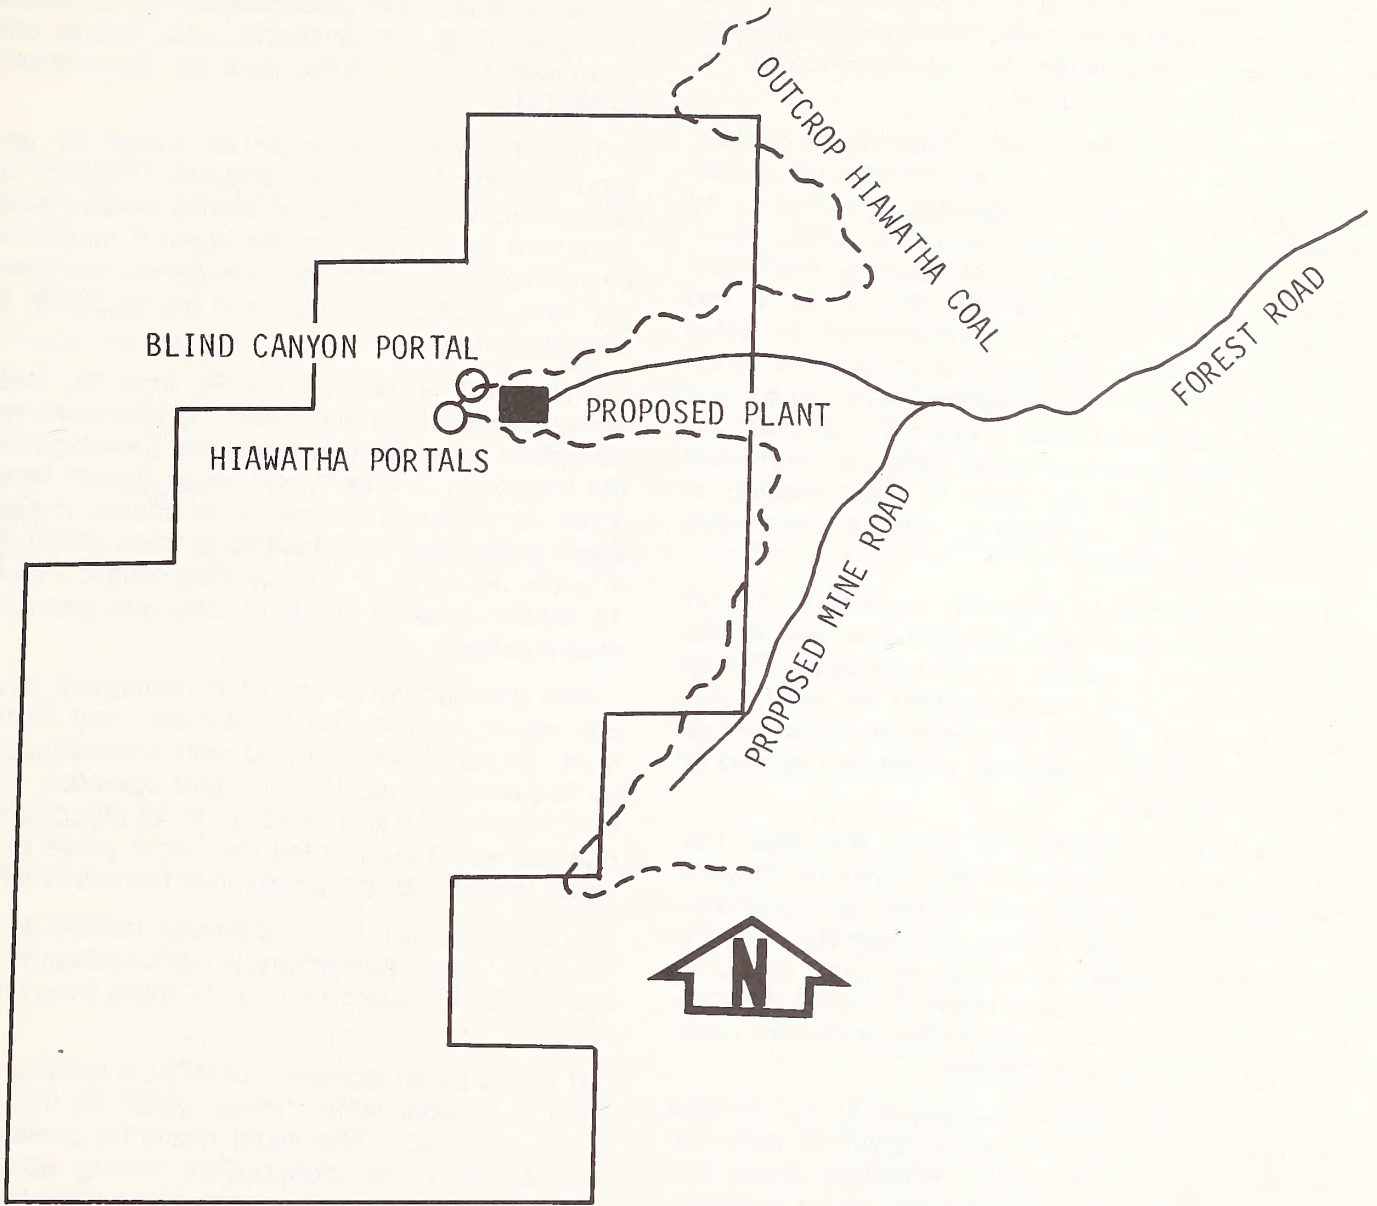 OUTCROP HIAWATHA COAL
FOREST ROAD
BLIND CANYON PORTAL
PROPOSED PLANT
HIAWATHA PORTALS
PROPOSED MINE ROAD
N